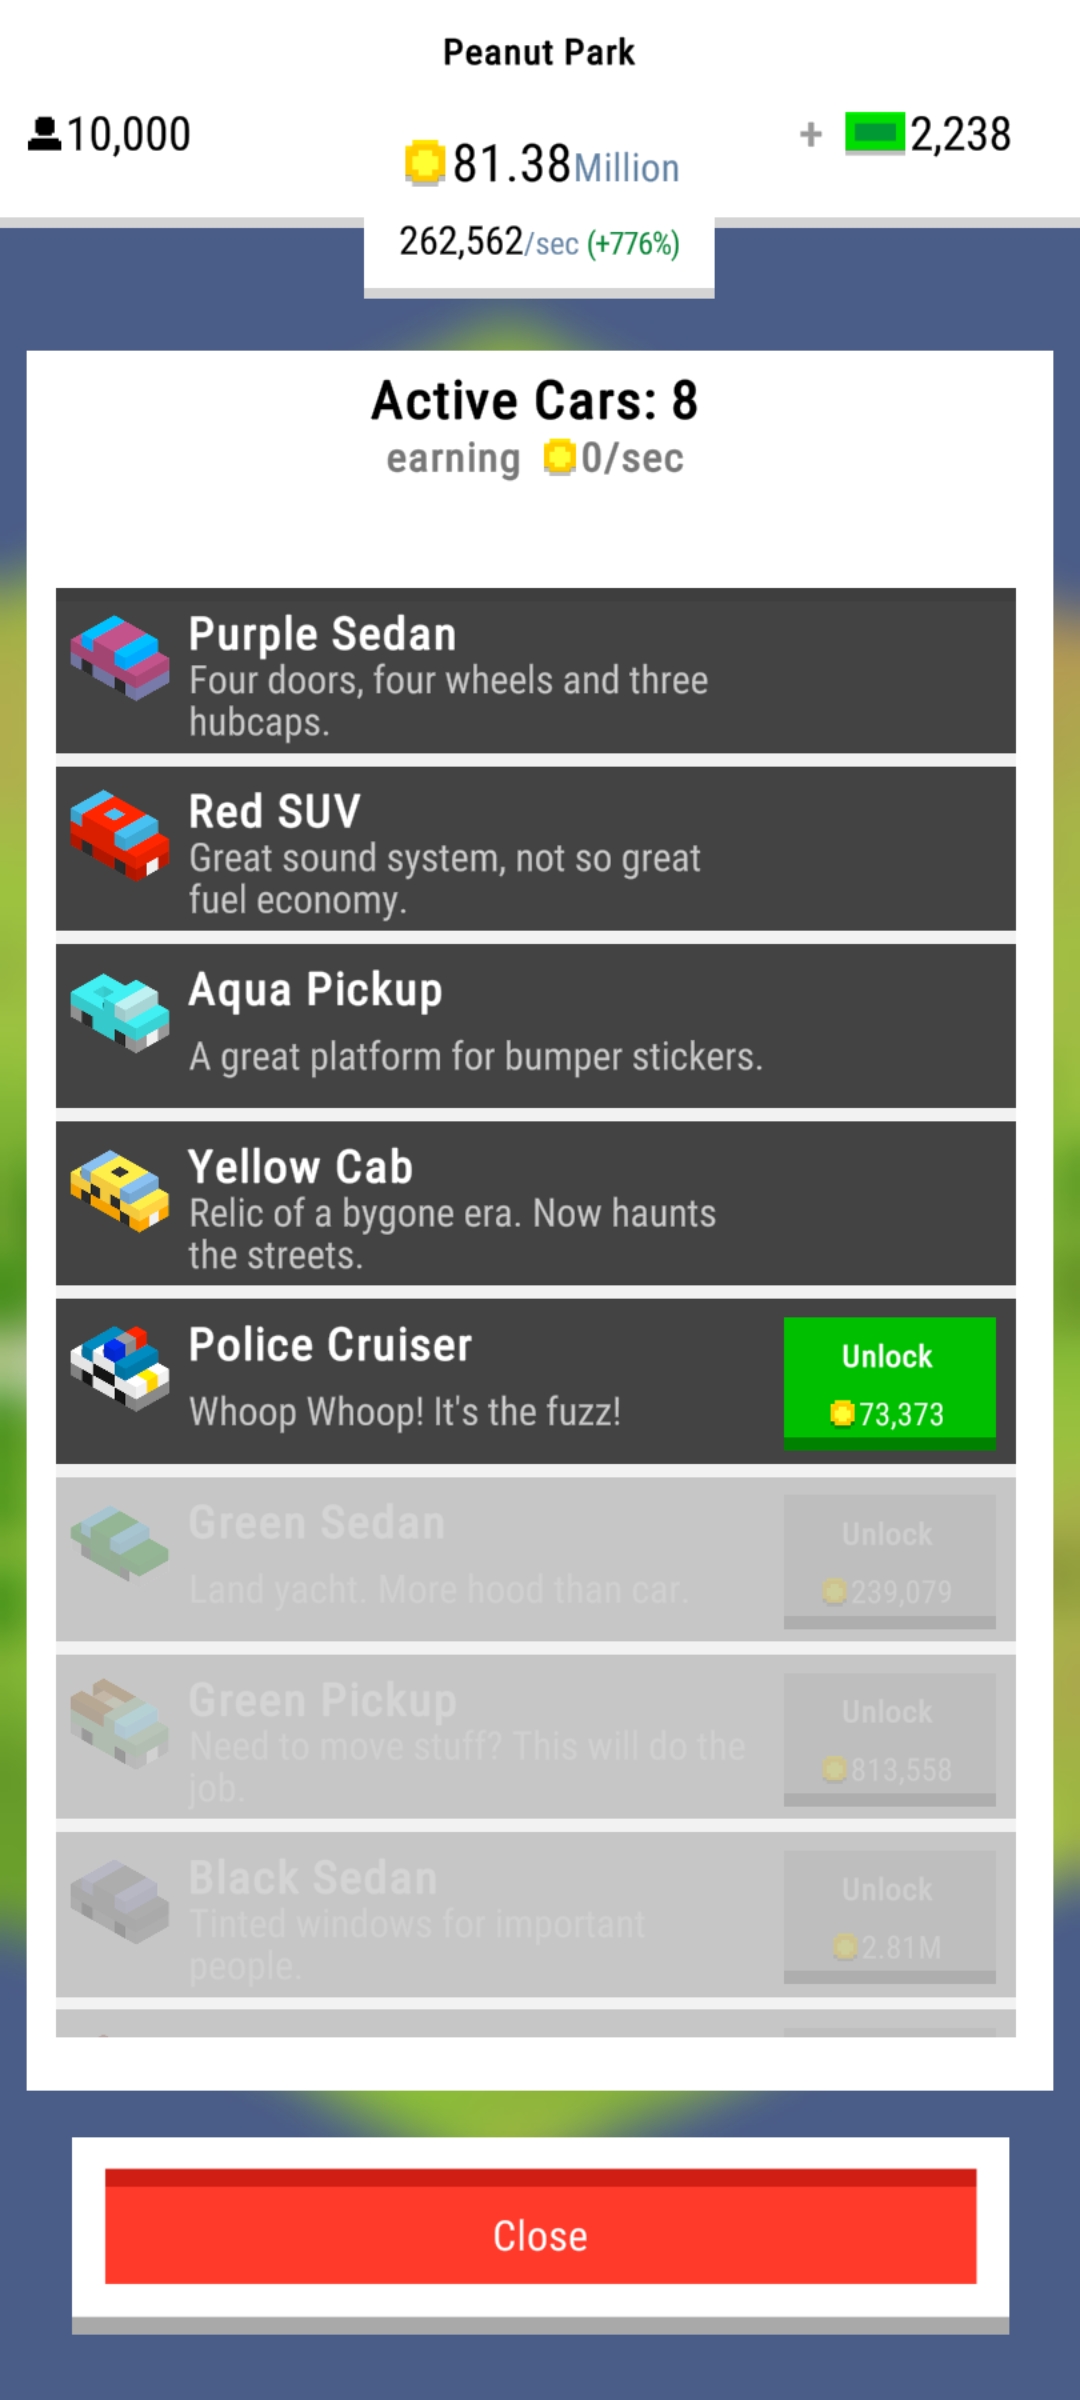 Peanut Park
10,000
81.38Million
+ 2,238
262,562/sec (+776%)
Active Cars: 8
earning 0/sec
Purple Sedan
Four doors, four wheels and three
hubcaps.
Red SUV
Great sound system, not so great
fuel economy.
Aqua Pickup
A great platform for bumper stickers.
Yellow Cab
Relic of a bygone era. Now haunts
the streets.
Police Cruiser
Whoop Whoop! It's the fuzz!
Unlock
73,373
Green Sedan
Land yacht. More hood than car.
Unlock
239,079
Green Pickup
Need to move stuff? This will do the
job.
Unlock
813,558
Black Sedan
Tinted windows for important
people.
Unlock
2.81M
Close